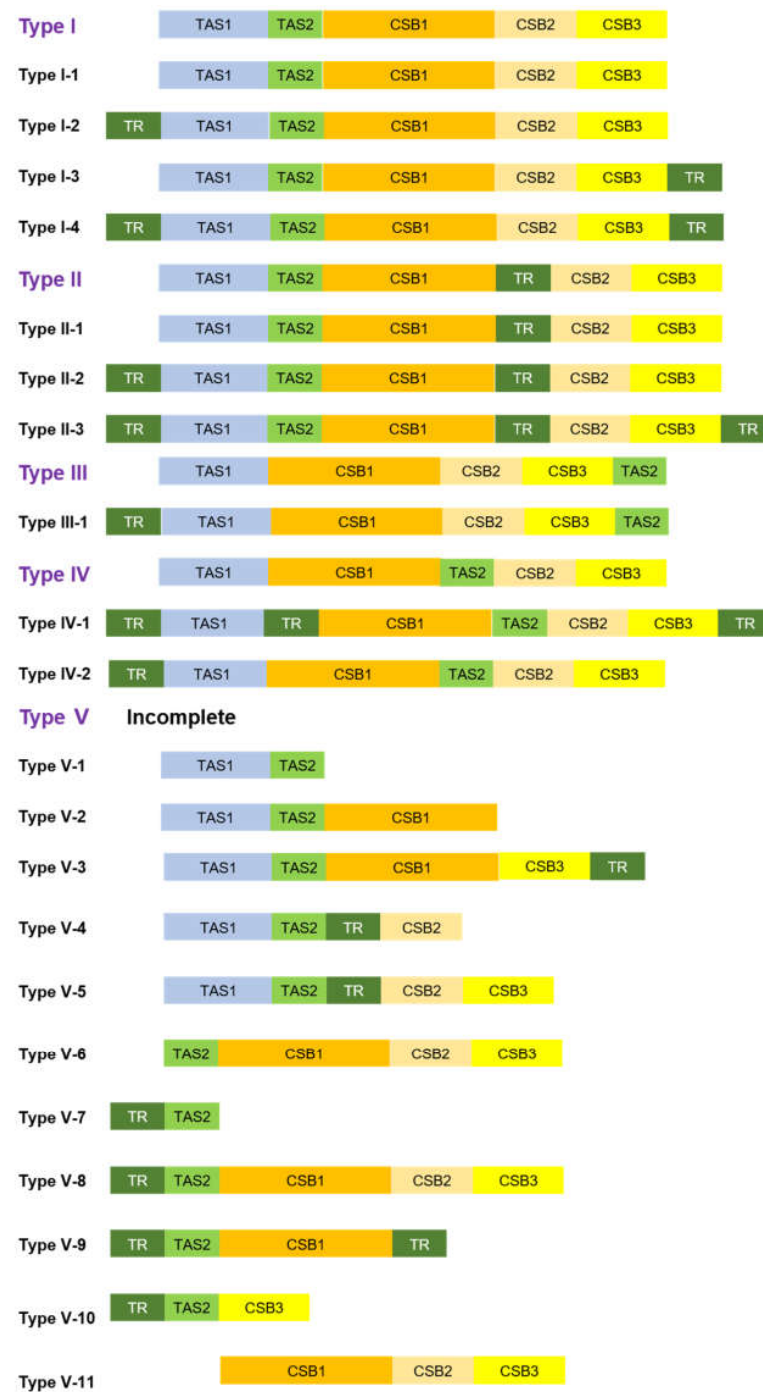 Type I TAS1 TAS2 CSB1 CSB2 CSB3
Type I-1 TAS1 TAS2 CSB1 CSB2 CSB3
Type I-2 TR TAS1 TAS2 CSB1 CSB2 CSB3
Type I-3 TAS1 TAS2 CSB1 CSB2 CSB3 TR
Type I-4 TR TAS1 TAS2 CSB1 CSB2 CSB3 TR
Type II TAS1 TAS2 CSB1 TR CSB2 CSB3
Type II-1 TAS1 TAS2 CSB1 TR CSB2 CSB3
Type II-2 TR TAS1 TAS2 CSB1 TR CSB2 CSB3
Type II-3 TR TAS1 TAS2 CSB1 TR CSB2 CSB3 TR
Type III TAS1 CSB1 CSB2 CSB3 TAS2
Type III-1 TR TAS1 CSB1 CSB2 CSB3 TAS2
Type IV TAS1 CSB1 TAS2 CSB2 CSB3
Type IV-1 TR TAS1 TR CSB1 TAS2 CSB2 CSB3 TR
Type IV-2 TR TAS1 CSB1 TAS2 CSB2 CSB3
Type V Incomplete
Type V-1 TAS1 TAS2
Type V-2 TAS1 TAS2 CSB1
Type V-3 TAS1 TAS2 CSB1 CSB3 TR
Type V-4 TAS1 TAS2 TR CSB2
Type V-5 TAS1 TAS2 TR CSB2 CSB3
Type V-6 TAS2 CSB1 CSB2 CSB3
Type V-7 TR TAS2
Type V-8 TR TAS2 CSB1 CSB2 CSB3
Type V-9 TR TAS2 CSB1 TR
Type V-10 TR TAS2 CSB3
Type V-11 CSB1 CSB2 CSB3